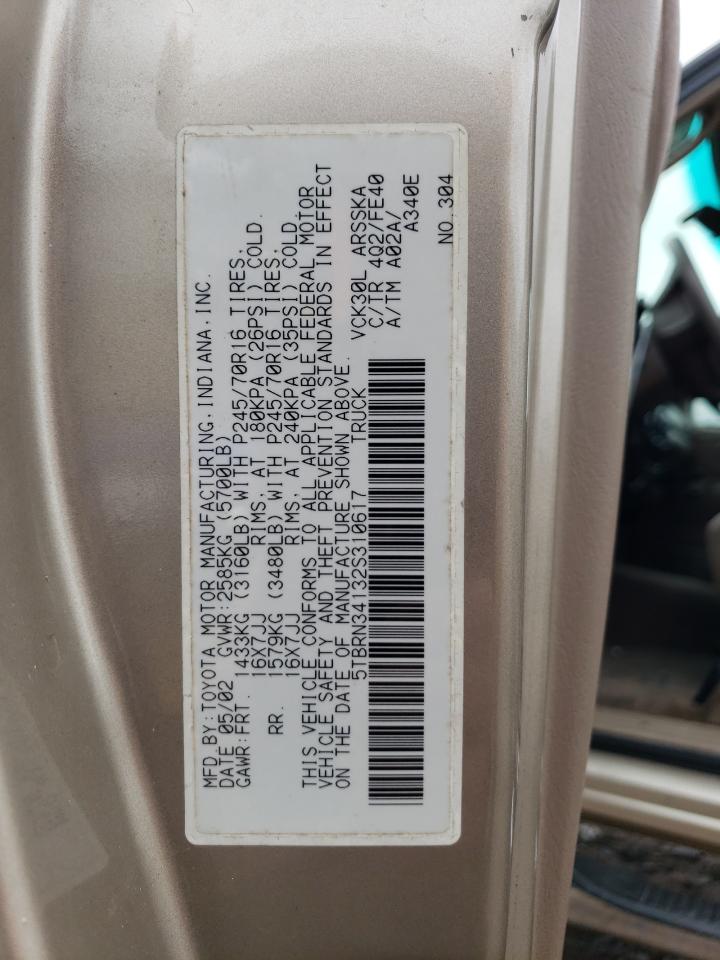 MFD.BY:TOYOTA MOTOR MANUFACTURING,INDIANA,INC.
DATE 05/02 GVWR:2585KG (5700LB)
GAWR:FRT. 1433KG (3160LB) WITH P245/70R16 TIRES,
16X7JJ RIMS, AT 180KPA (26PSI) COLD.
RR. 1579KG (3480LB) WITH P245/70R16 TIRES,
16X7JJ RIMS, AT 240KPA (35PSI) COLD
THIS VEHICLE CONFORMS TO ALL APPLICABLE FEDERAL MOTOR
VEHICLE SAFETY AND THEFT PREVENTION STANDARDS IN EFFECT
ON THE DATE OF MANUFACTURE SHOWN ABOVE.
5TBRN34132S310617 TRUCK
VCK30L ARSSKA
C/TR 4Q2/FE40
A/TM A02A/
A340E
NO.304